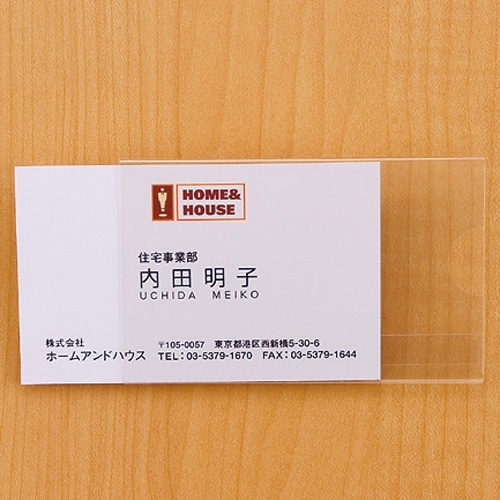 HOME&
HOUSE
住宅事業部
内田明子
UCHIDA MEIKO
株式会社
ホームアンドハウス
〒105-0057 東京都港区西新橋5-30-6
TEL:03-5379-1670 FAX:03-5379-1644